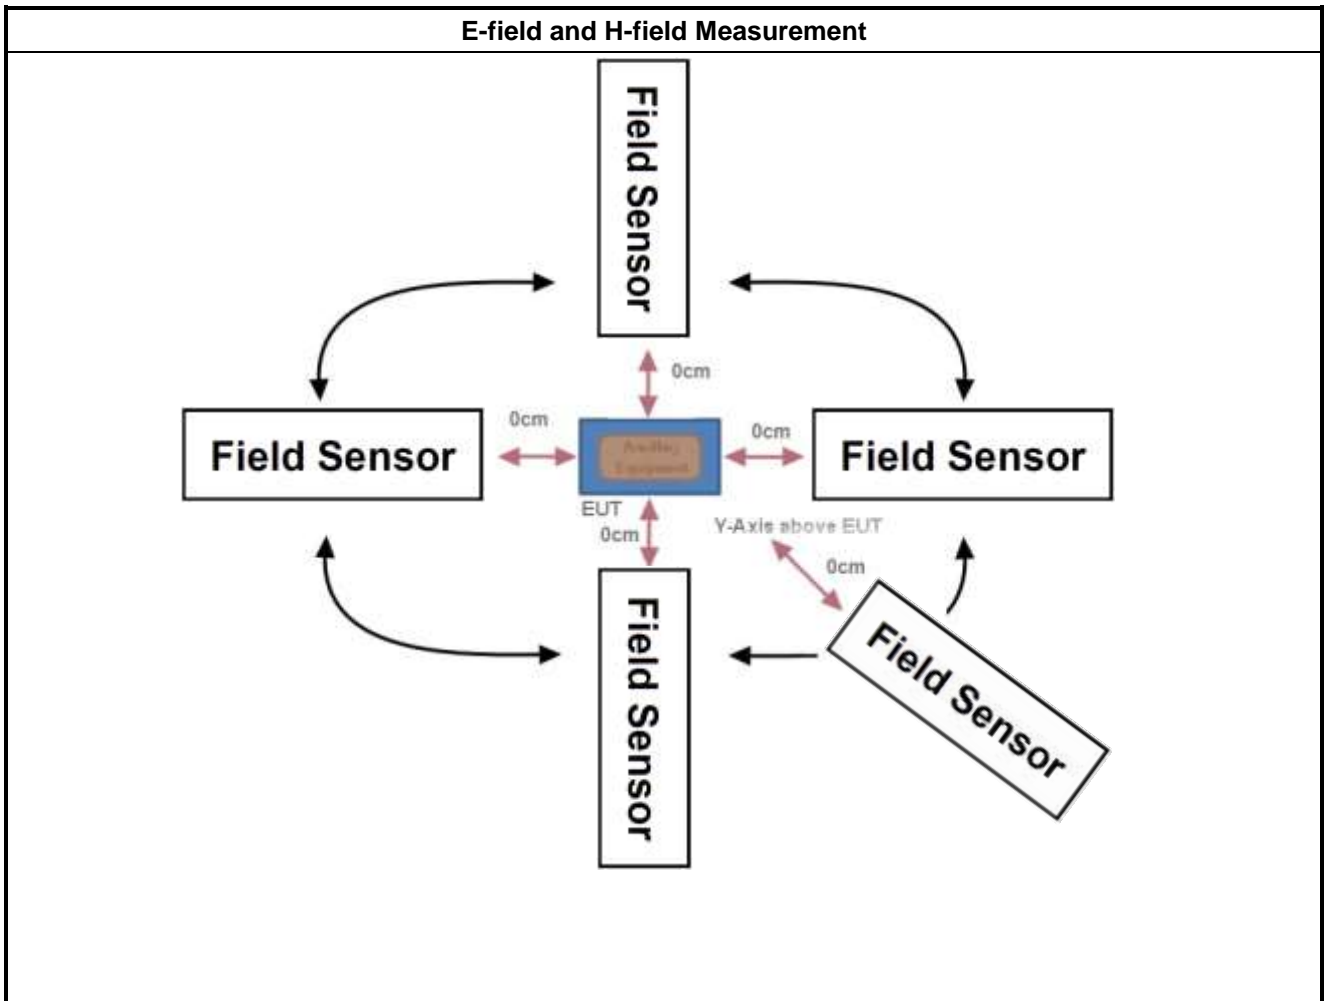 E-field and H-field Measurement
Field Sensor
0cm
0cm
0cm
Field Sensor
Field Sensor
Equipment
EUT
0cm
Y-Axis above EUT
0cm
Field Sensor
Field Sensor